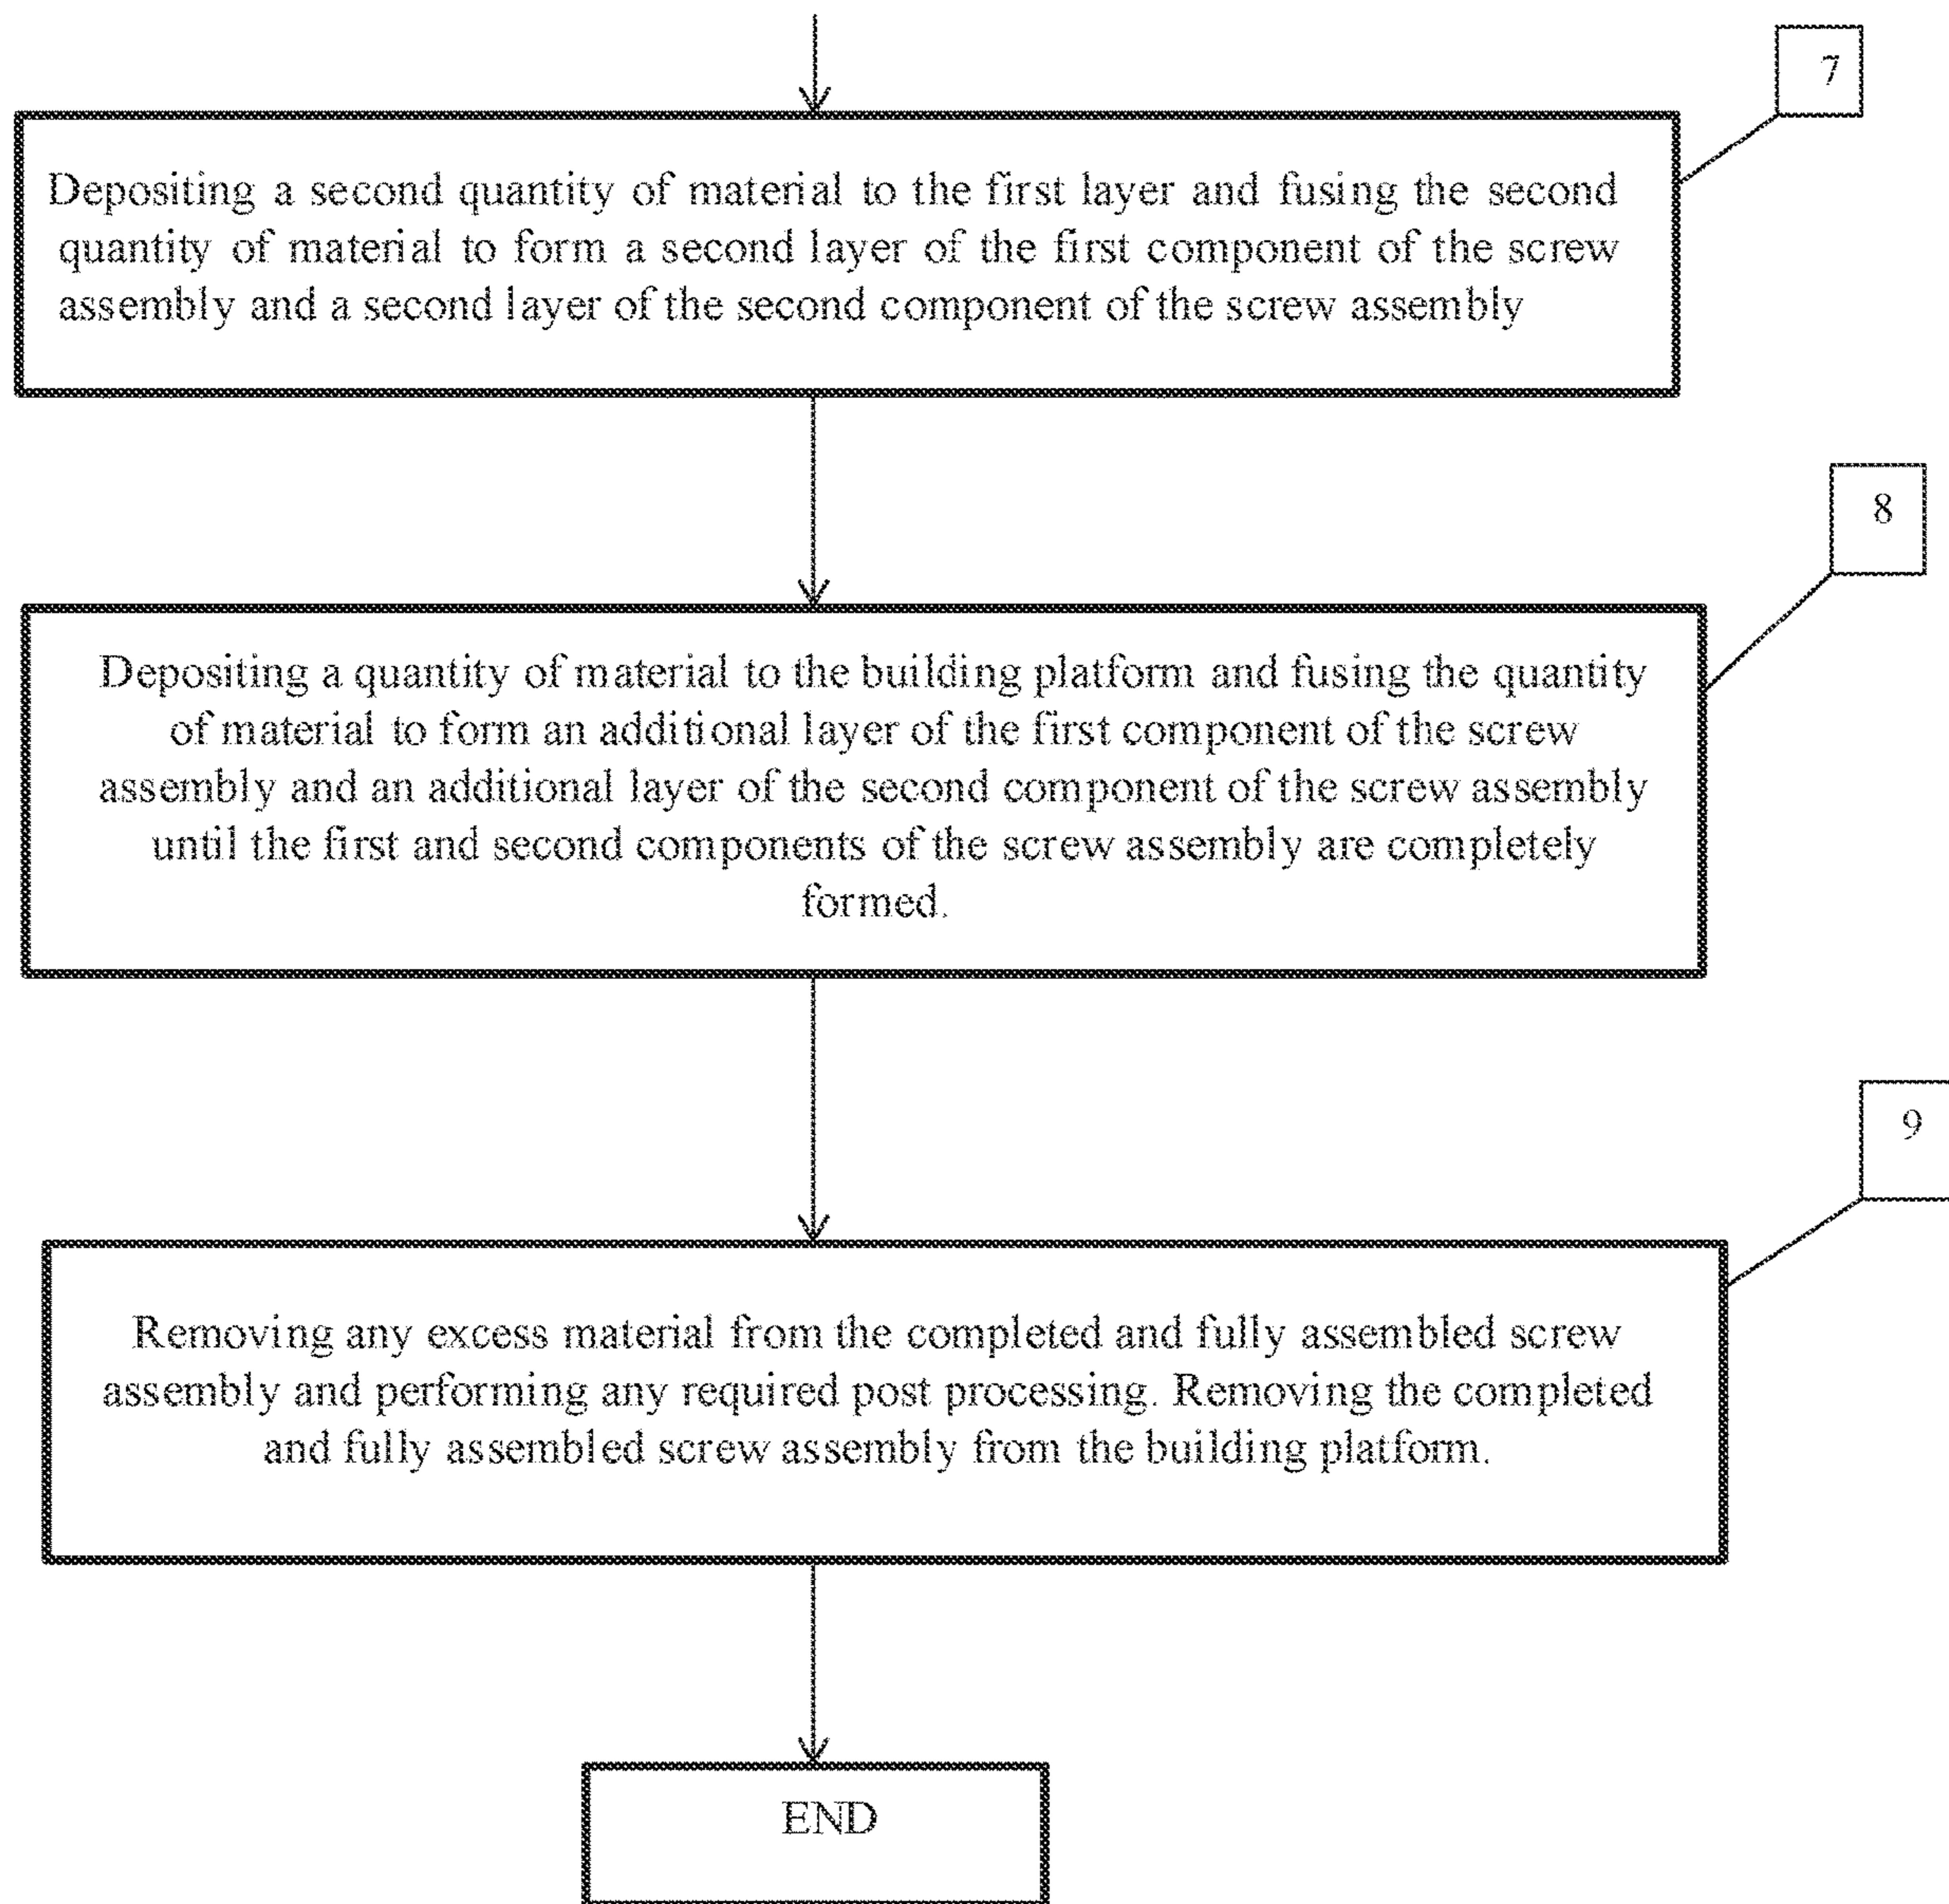 7
Depositing a second quantity of material to the first layer and fusing the second
quantity of material to form a second layer of the first component of the screw
assembly and a second layer of the second component of the screw assembly
8
Depositing a quantity of material to the building platform and fusing the quantity
of material to form an additional layer of the first component of the screw
assembly and an additional layer of the second component of the screw assembly
until the first and second components of the screw assembly are completely
formed.
9
Removing any excess material from the completed and fully assembled screw
assembly and performing any required post processing. Removing the completed
and fully assembled screw assembly from the building platform.
END